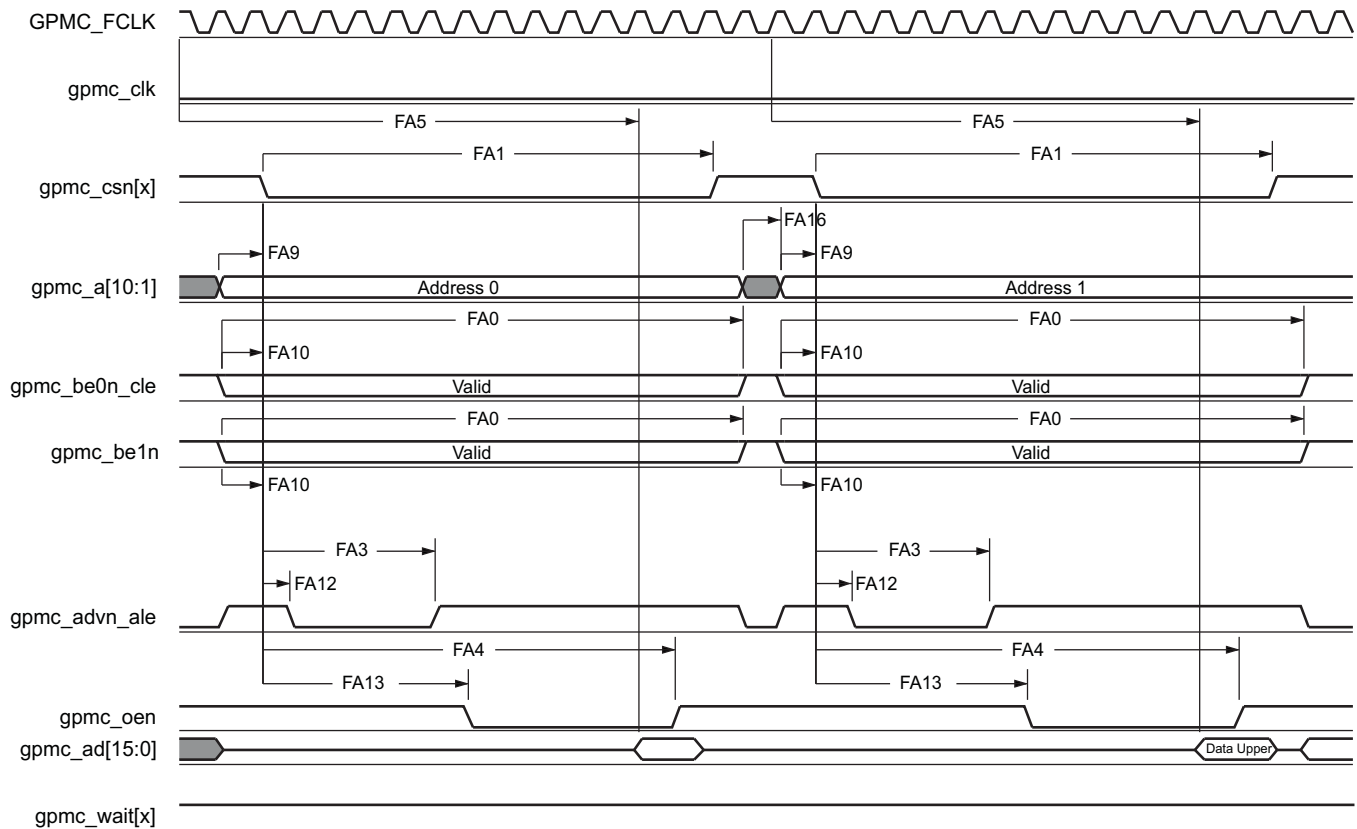 GPMC_FCLK
gpmc_clk
FA5 FA5
FA1 FA1
gpmc_csn[x]
FA16
FA9 FA9
gpmc_a[10:1] Address 0 Address 1
FA0 FA0
FA10 FA10
gpmc_be0n_cle Valid Valid
FA0 FA0
gpmc_be1n Valid Valid
FA10 FA10
FA3 FA3
FA12 FA12
gpmc_advn_ale
FA4 FA4
FA13 FA13
gpmc_oen
gpmc_ad[15:0] Data Upper
gpmc_wait[x]